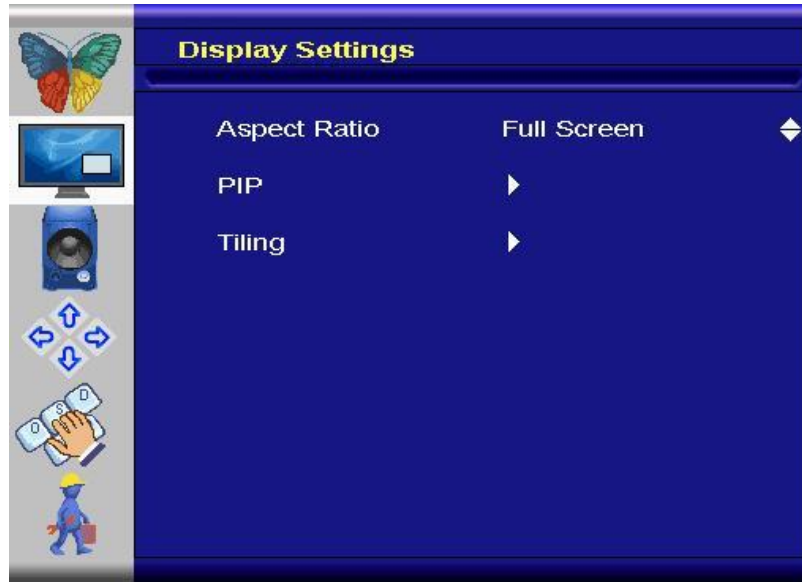 Display Settings
Aspect Ratio Full Screen
PIP
Tiling
O S D